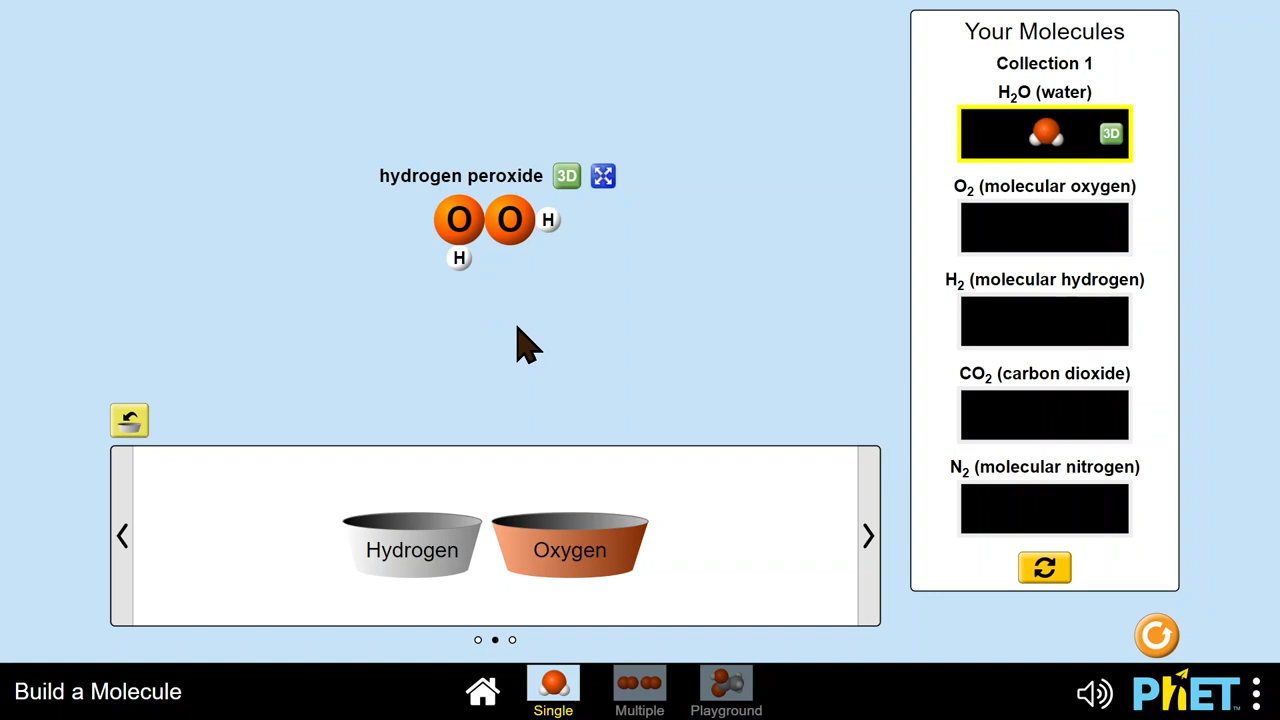 Your Molecules
Collection 1
H₂O (water)
3D
O₂ (molecular oxygen)
H₂ (molecular hydrogen)
CO₂ (carbon dioxide)
N₂ (molecular nitrogen)
hydrogen peroxide 3D
O O H
H
Hydrogen Oxygen
Build a Molecule
Single Multiple Playground
PhET™